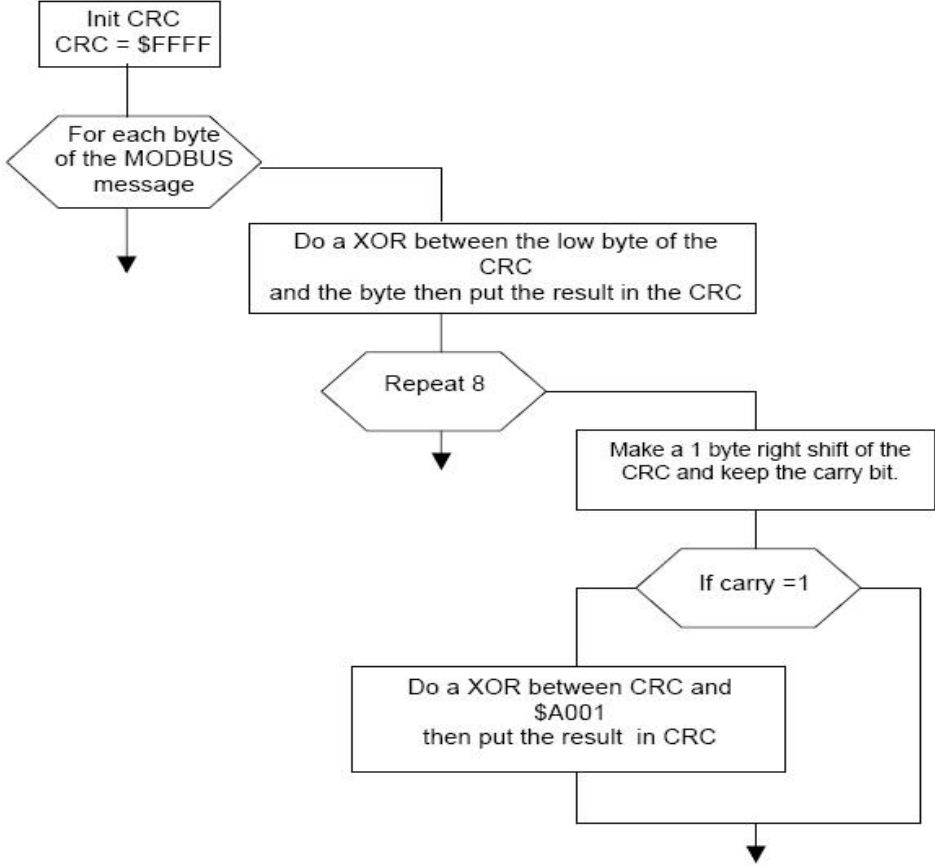 Init CRC
CRC = $FFFF
For each byte
of the MODBUS
message
Do a XOR between the low byte of the
CRC
and the byte then put the result in the CRC
Repeat 8
Make a 1 byte right shift of the
CRC and keep the carry bit.
If carry =1
Do a XOR between CRC and
$A001
then put the result in CRC